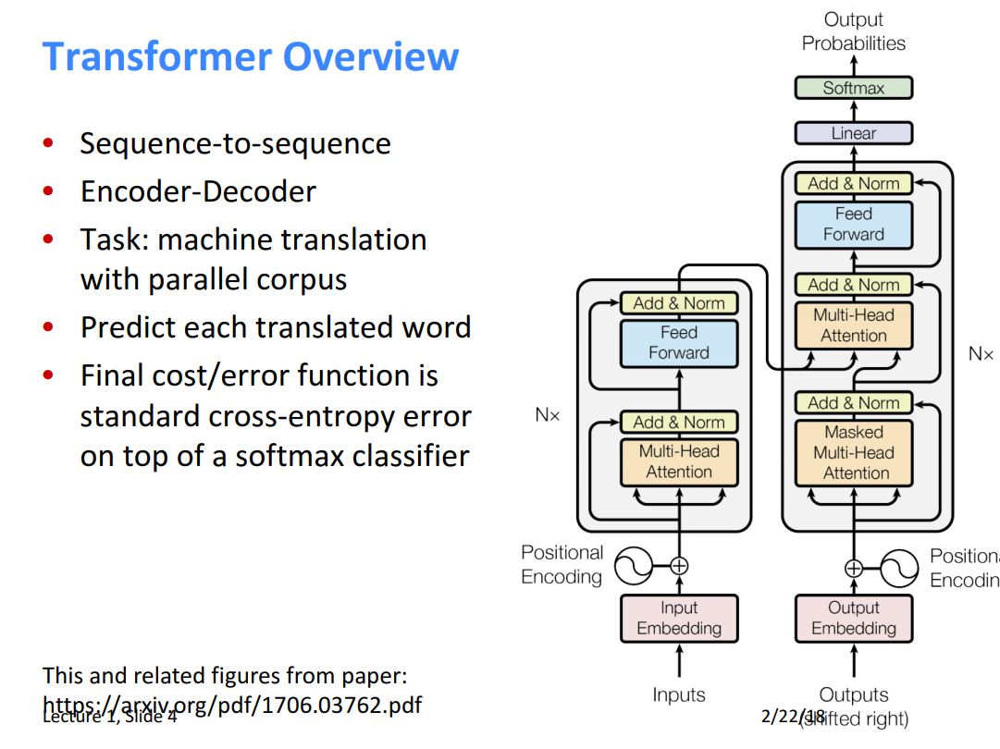 Transformer Overview
• Sequence-to-sequence
• Encoder-Decoder
• Task: machine translation
with parallel corpus
• Predict each translated word
• Final cost/error function is
standard cross-entropy error
on top of a softmax classifier
This and related figures from paper:
https://arxiv.org/pdf/1706.03762.pdf
Lecture 1, Slide 4
2/22/18
Output
Probabilities
Softmax
Linear
Add & Norm
Feed
Forward
Add & Norm
Multi-Head
Attention
Add & Norm
Masked
Multi-Head
Attention
Nx
Positiona
Encodin
Output
Embedding
Outputs
(shifted right)
Add & Norm
Feed
Forward
Add & Norm
Multi-Head
Attention
Nx
Positional
Encoding
Input
Embedding
Inputs